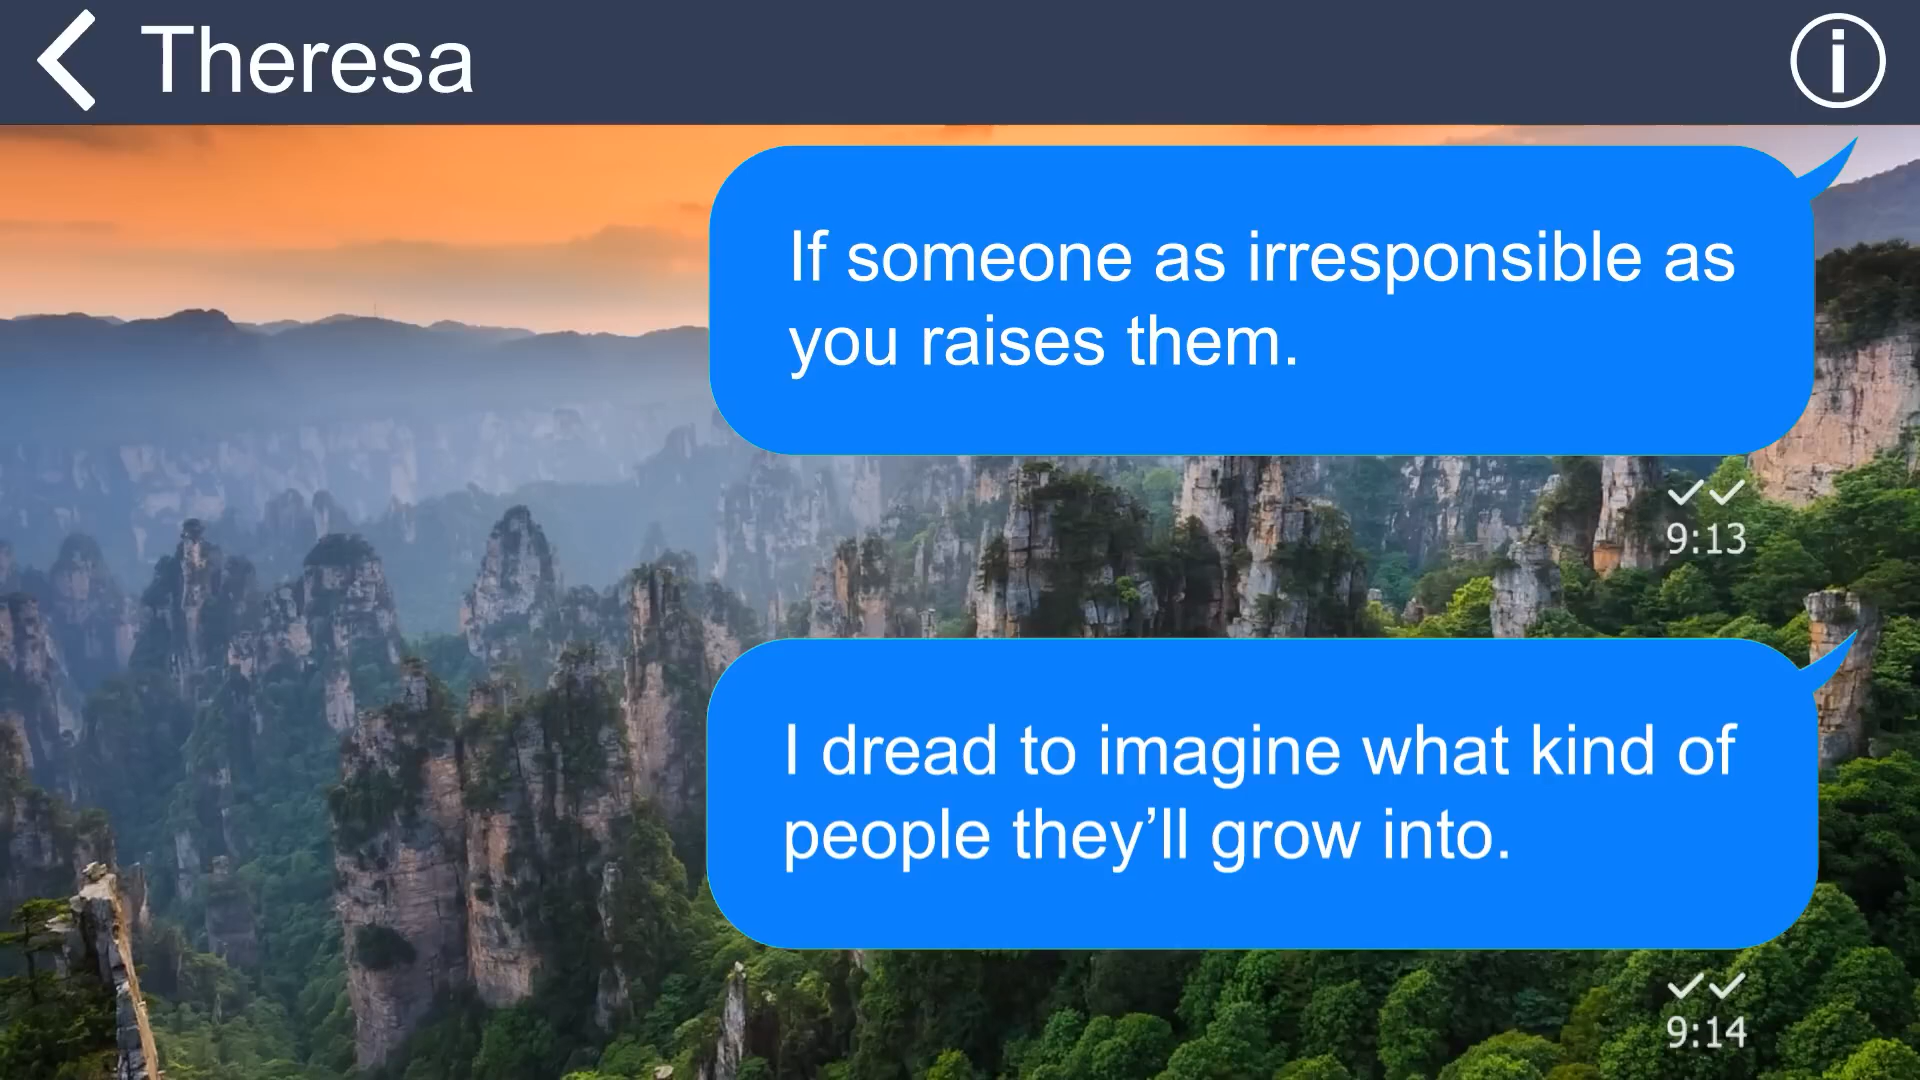 Theresa
If someone as irresponsible as
you raises them.
9:13
I dread to imagine what kind of
people they’ll grow into.
9:14